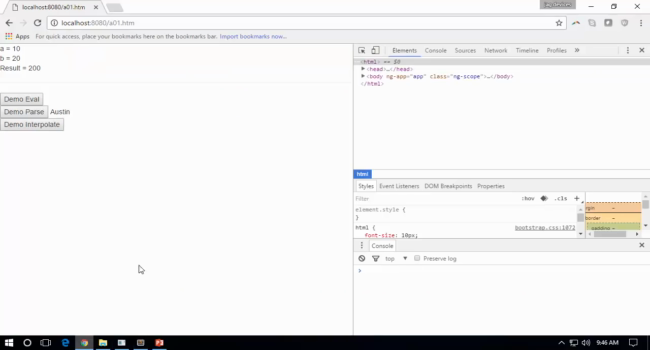 localhost:8080/a01.htm
localhost:8080/a01.htm
Apps For quick access, place your bookmarks here on the bookmarks bar. Import bookmarks now...
a = 10
b = 20
Result = 200
Demo Eval
Demo Parse Austin
Demo Interpolate
Elements Console Sources Network Timeline Profiles »
<html> == $0
<head>…</head>
<body ng-app="app" class="ng-scope">…</body>
</html>
html
Styles Event Listeners DOM Breakpoints Properties
Filter :hov .cls +
element.style {
}
html { bootstrap.css:1072
font-size: 10px;
border
Console
top Preserve log
9:46 AM